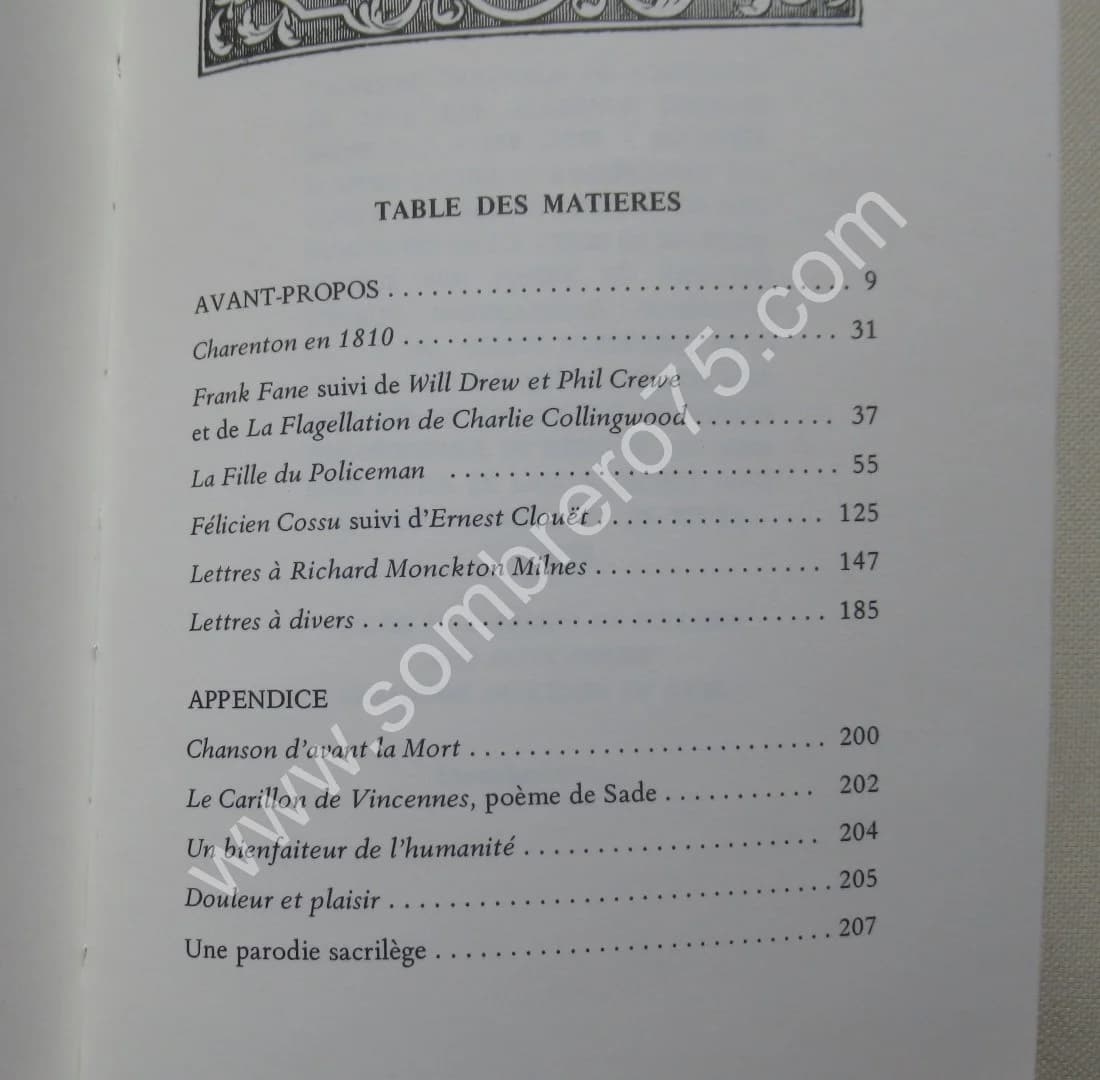 TABLE DES MATIERES
AVANT-PROPOS . . . . . . . . . . . . . . . . . . . . . . . . . . . . . . . . 9
Charenton en 1810 . . . . . . . . . . . . . . . . . . . . . . . . . . . . . . 31
Frank Fane suivi de Will Drew et Phil Crewe
et de La Flagellation de Charlie Collingwood . . . . . . . . . . 37
La Fille du Policeman . . . . . . . . . . . . . . . . . . . . . . . . . . . 55
Félicien Cossu suivi d'Ernest Clouët . . . . . . . . . . . . . . . . 125
Lettres à Richard Monckton Milnes . . . . . . . . . . . . . . . . 147
Lettres à divers . . . . . . . . . . . . . . . . . . . . . . . . . . . . . . . . 185
APPENDICE
Chanson d'avant la Mort . . . . . . . . . . . . . . . . . . . . . . . . . 200
Le Carillon de Vincennes, poème de Sade . . . . . . . . . . . 202
Un bienfaiteur de l'humanité . . . . . . . . . . . . . . . . . . . . . 204
Douleur et plaisir . . . . . . . . . . . . . . . . . . . . . . . . . . . . . . . 205
Une parodie sacrilège . . . . . . . . . . . . . . . . . . . . . . . . . . . 207
www.sombrero75.com